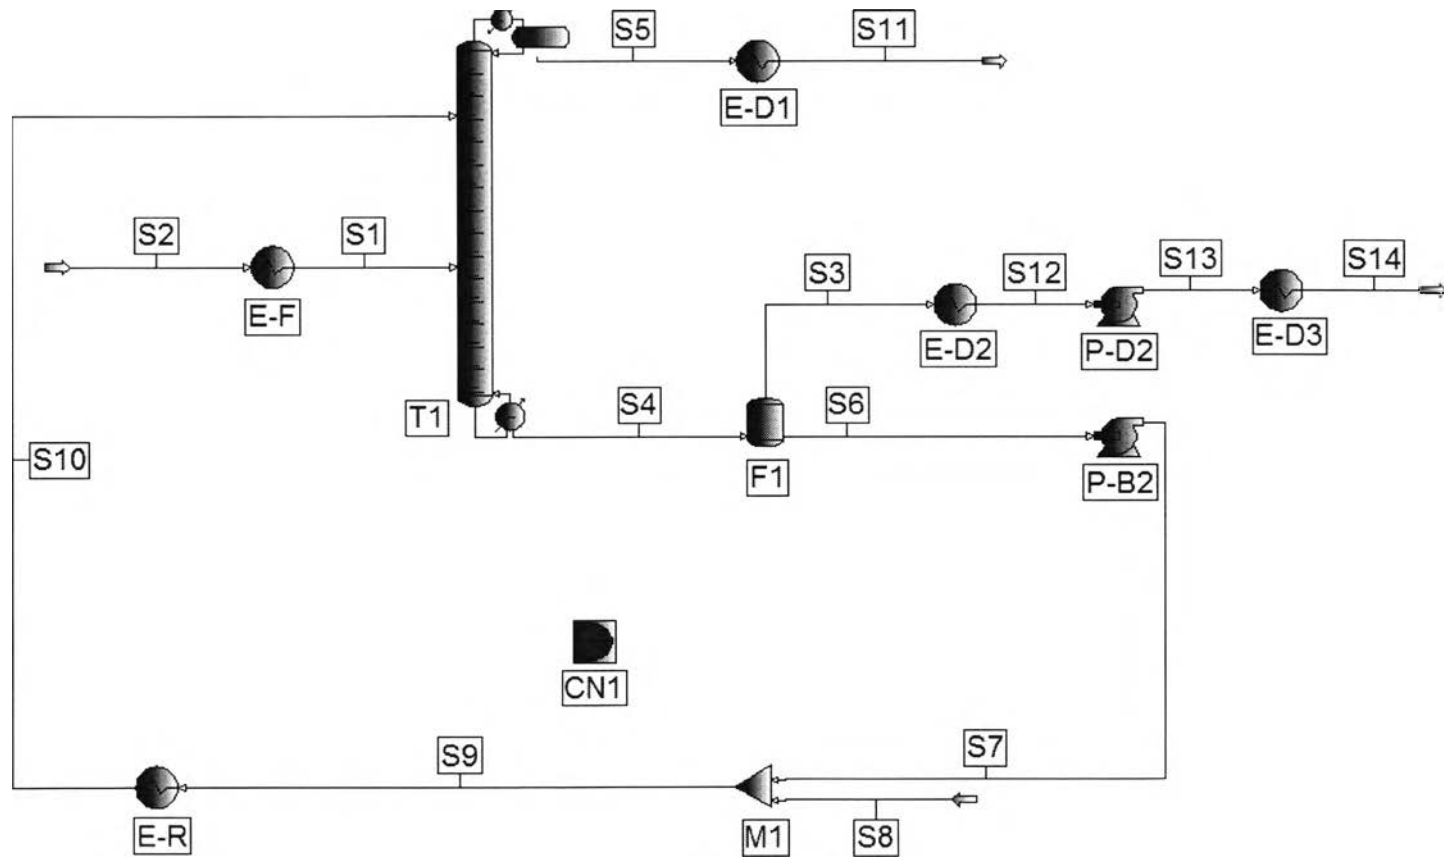 S5
S11
E-D1
S2
S1
E-F
S3
S12
S13
S14
E-D2
P-D2
E-D3
T1
S4
S6
F1
P-B2
S10
CN1
S9
S7
E-R
M1
S8